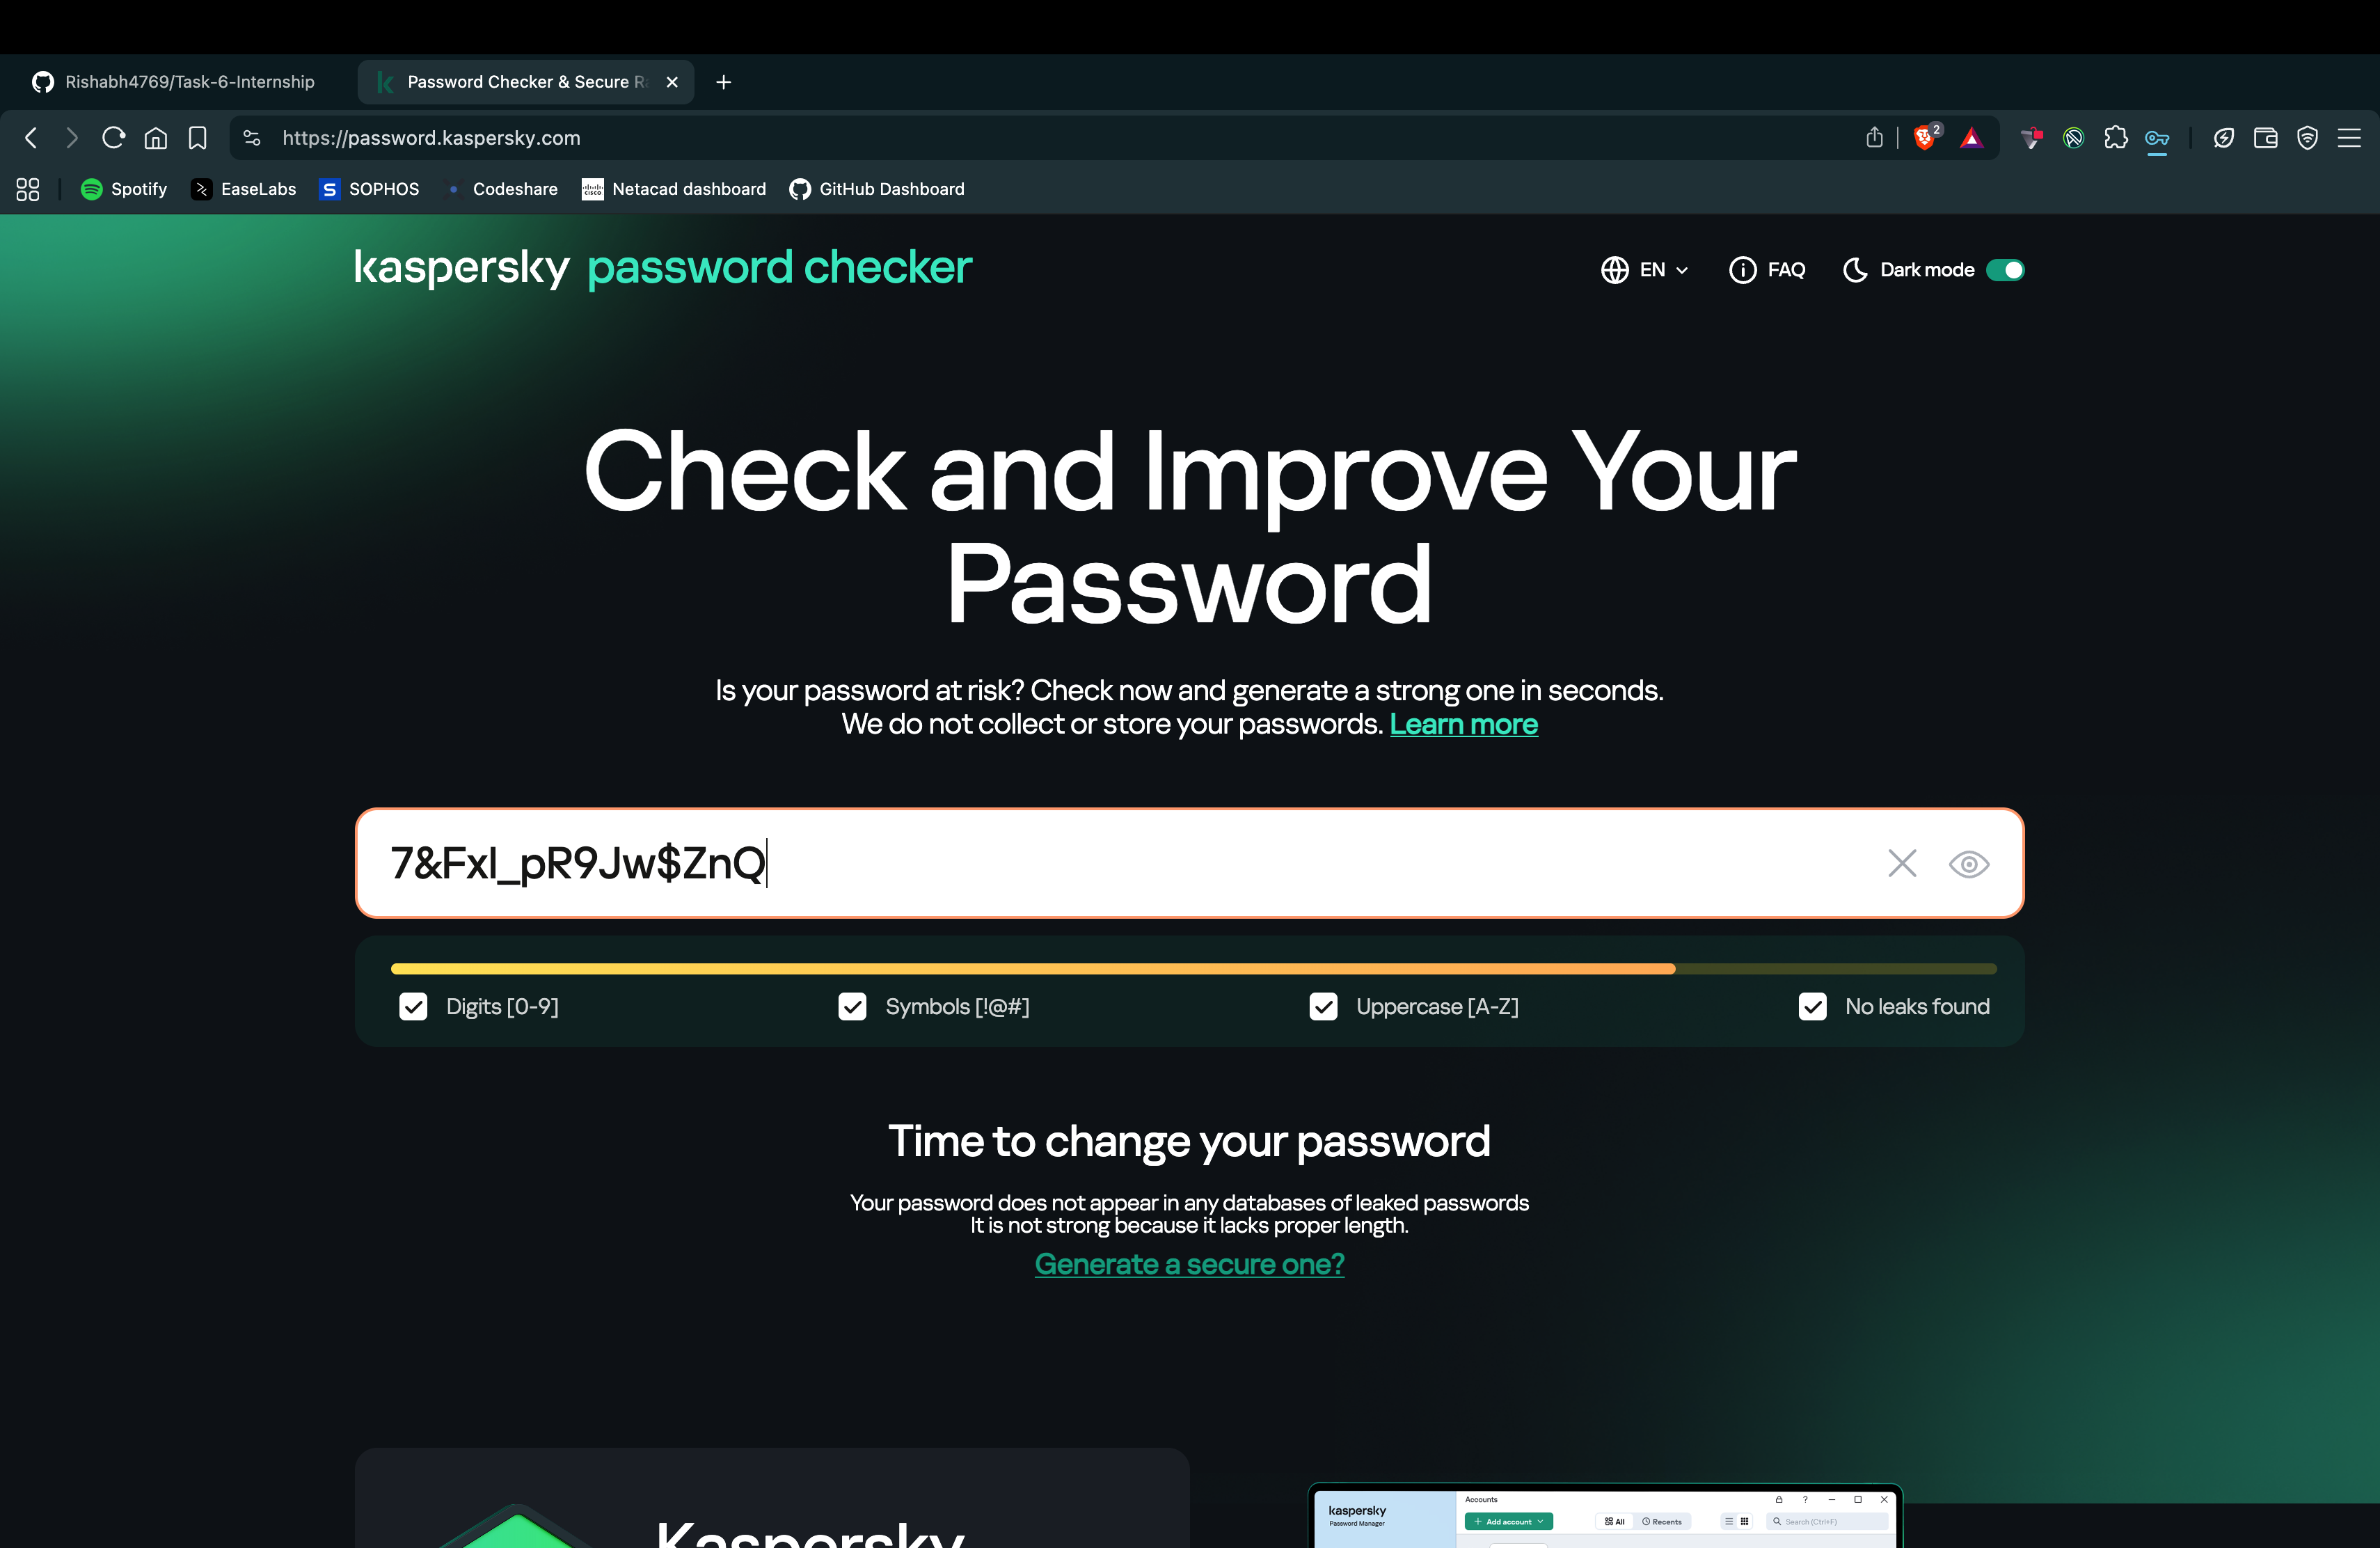 Rishabh4769/Task-6-Internship
Password Checker & Secure
https://password.kaspersky.com
2
Spotify
EaseLabs
S SOPHOS
Codeshare
CISCO Netacad dashboard
GitHub Dashboard
kaspersky password checker
EN
FAQ
Dark mode
Check and Improve Your
Password
Is your password at risk? Check now and generate a strong one in seconds.
We do not collect or store your passwords. Learn more
7&FxI_pR9Jw$ZnQ
Digits [0-9]
Symbols [!@#]
Uppercase [A-Z]
No leaks found
Time to change your password
Your password does not appear in any databases of leaked passwords
It is not strong because it lacks proper length.
Generate a secure one?
Kaspersky
kaspersky
Password Manager
Accounts
+ Add account
All
Recents
Search (Ctrl+F)